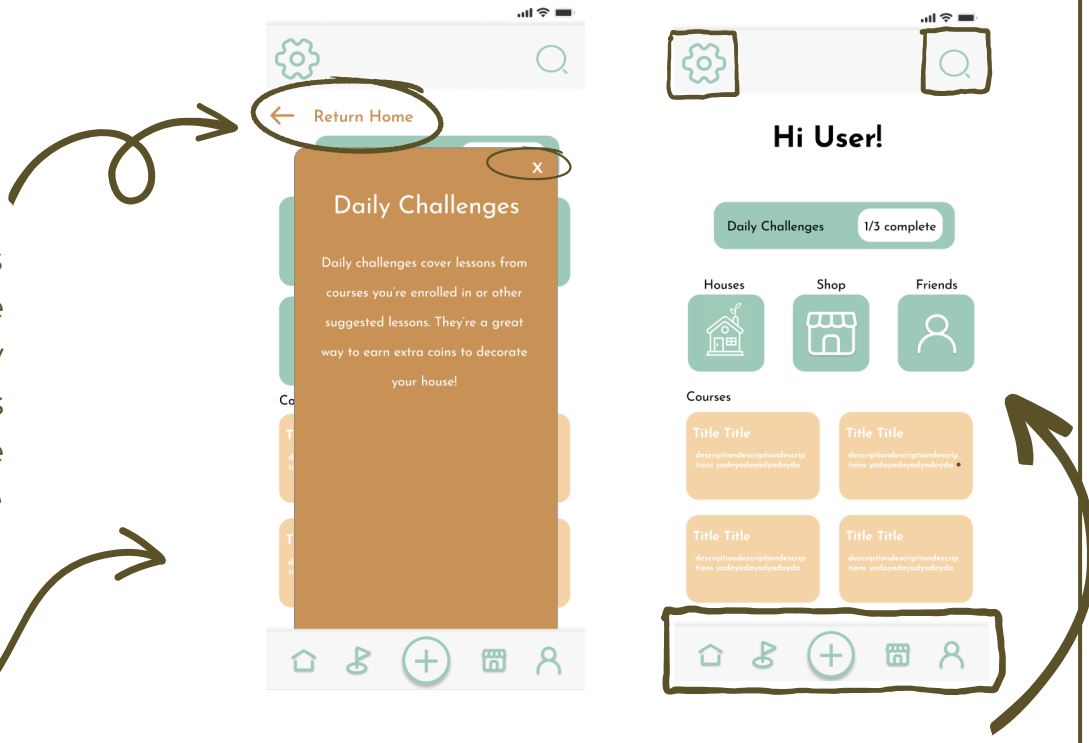 Return Home
x
Daily Challenges
Daily challenges cover lessons from
courses you're enrolled in or other
suggested lessons. They're a great
way to earn extra coins to decorate
your house!
Co
Hi User!
Daily Challenges 1/3 complete
Houses Shop Friends
Courses
Title Title
descriptiondescriptiondescrip
tions yadayadayadyadayda
Title Title
descriptiondescriptiondescrip
tions yadayadayadyadayda
Title Title
descriptiondescriptiondescrip
tions yadayadayadyadayda
Title Title
descriptiondescriptiondescrip
tions yadayadayadyadayda